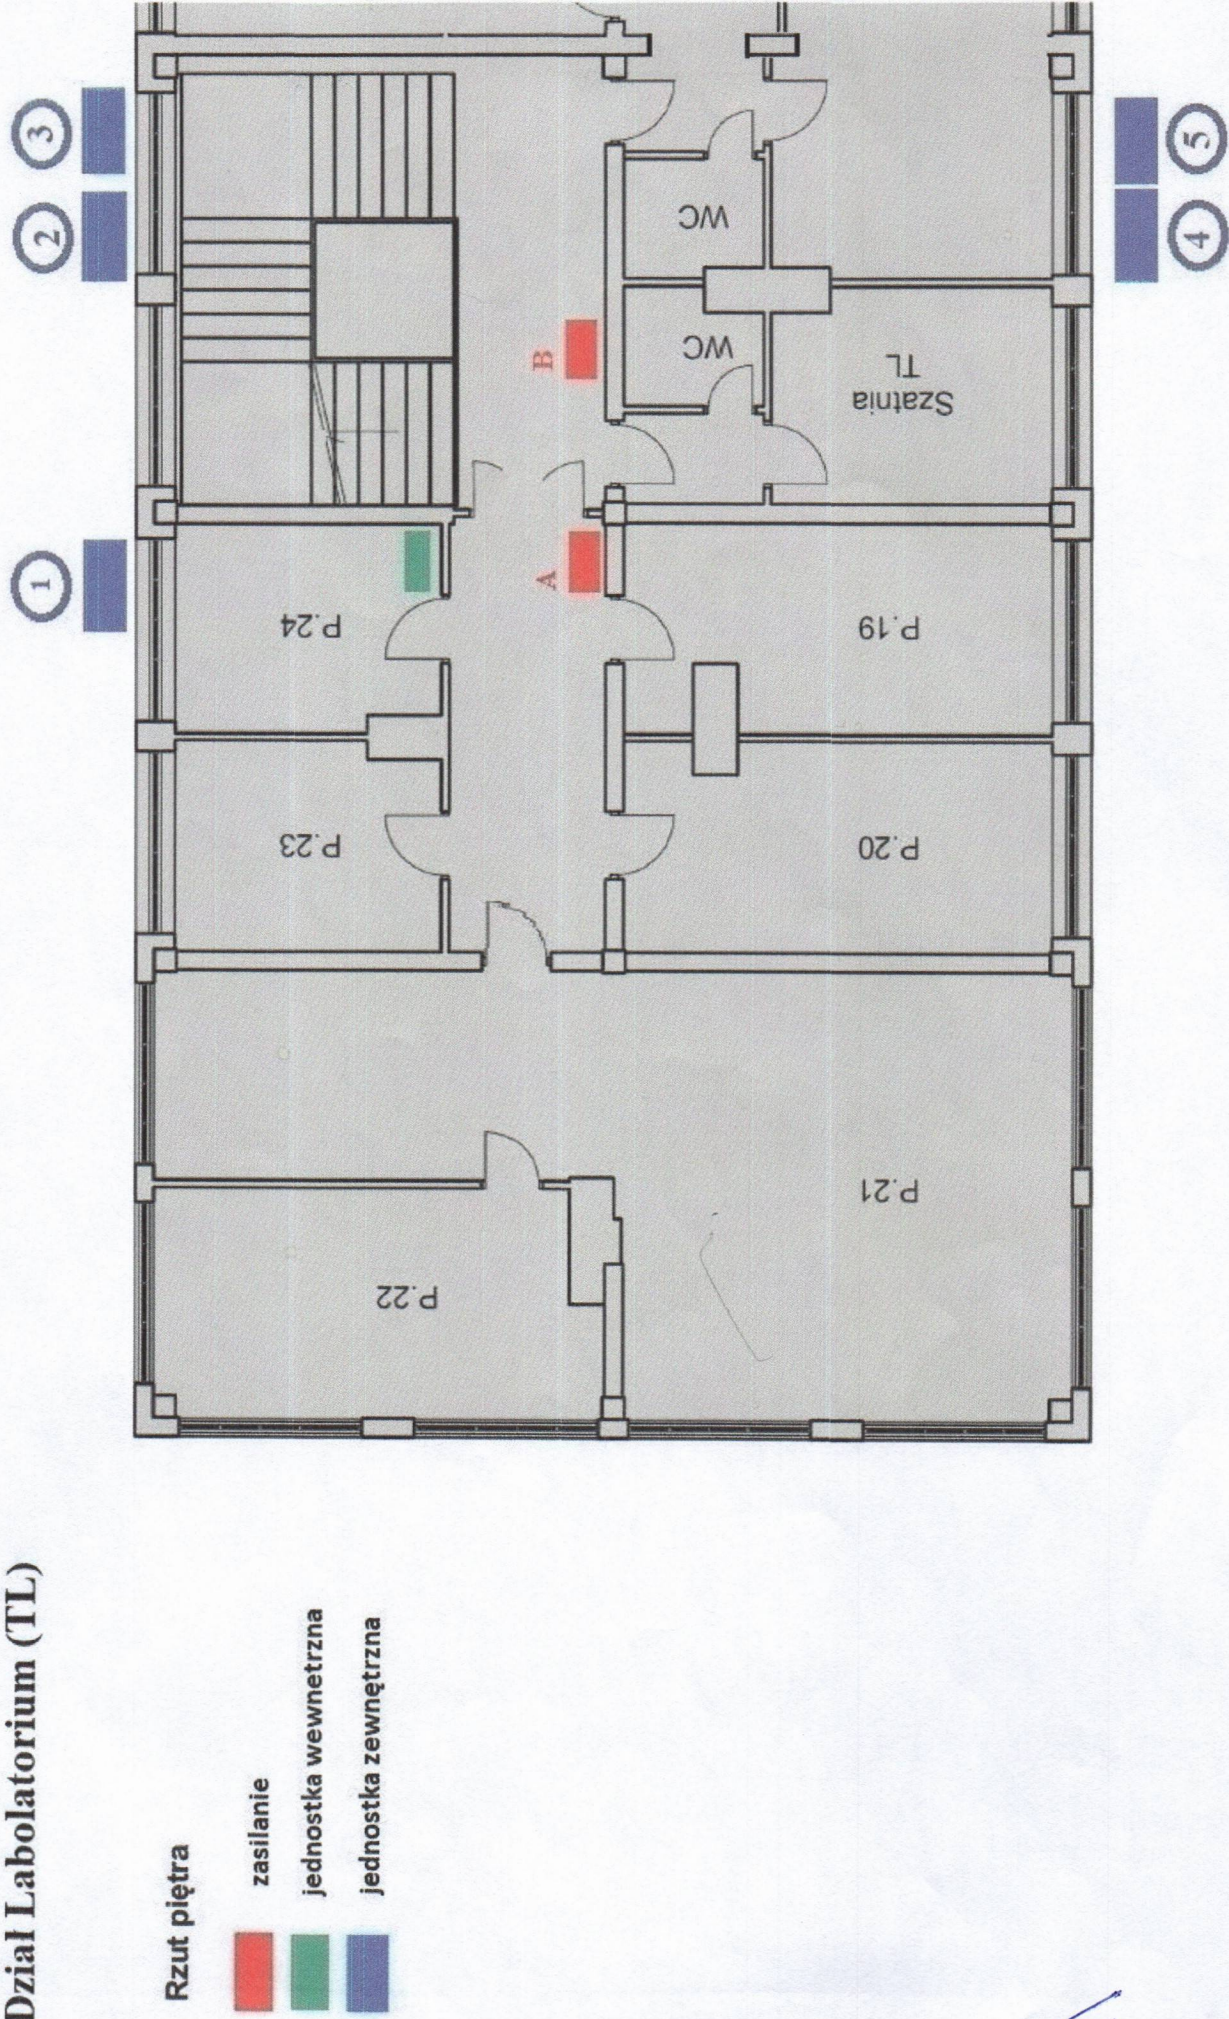 Dział Labolatorium (TL)
Rzut piętra
zasilanie
jednostka wewnetrzna
jednostka zewnętrzna
1
2
3
P.22
P.23
P.24
A
B
WC
WC
P.21
P.20
P.19
Szatnia
TL
4
5